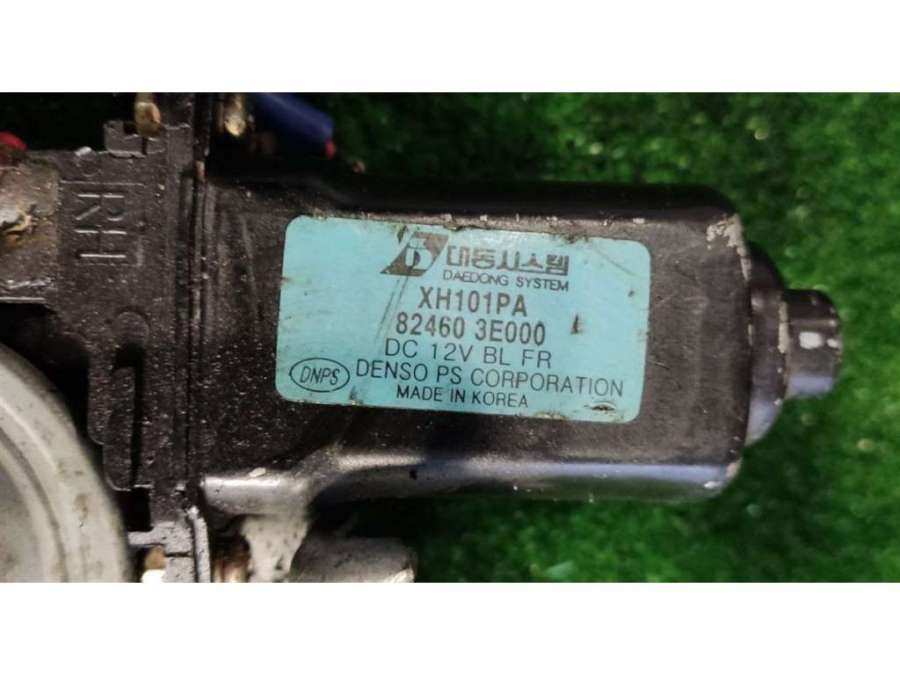 RH
대동시스템
DAEDONG SYSTEM
XH101PA
82460 3E000
DC 12V BL FR
DNPS DENSO PS CORPORATION
MADE IN KOREA